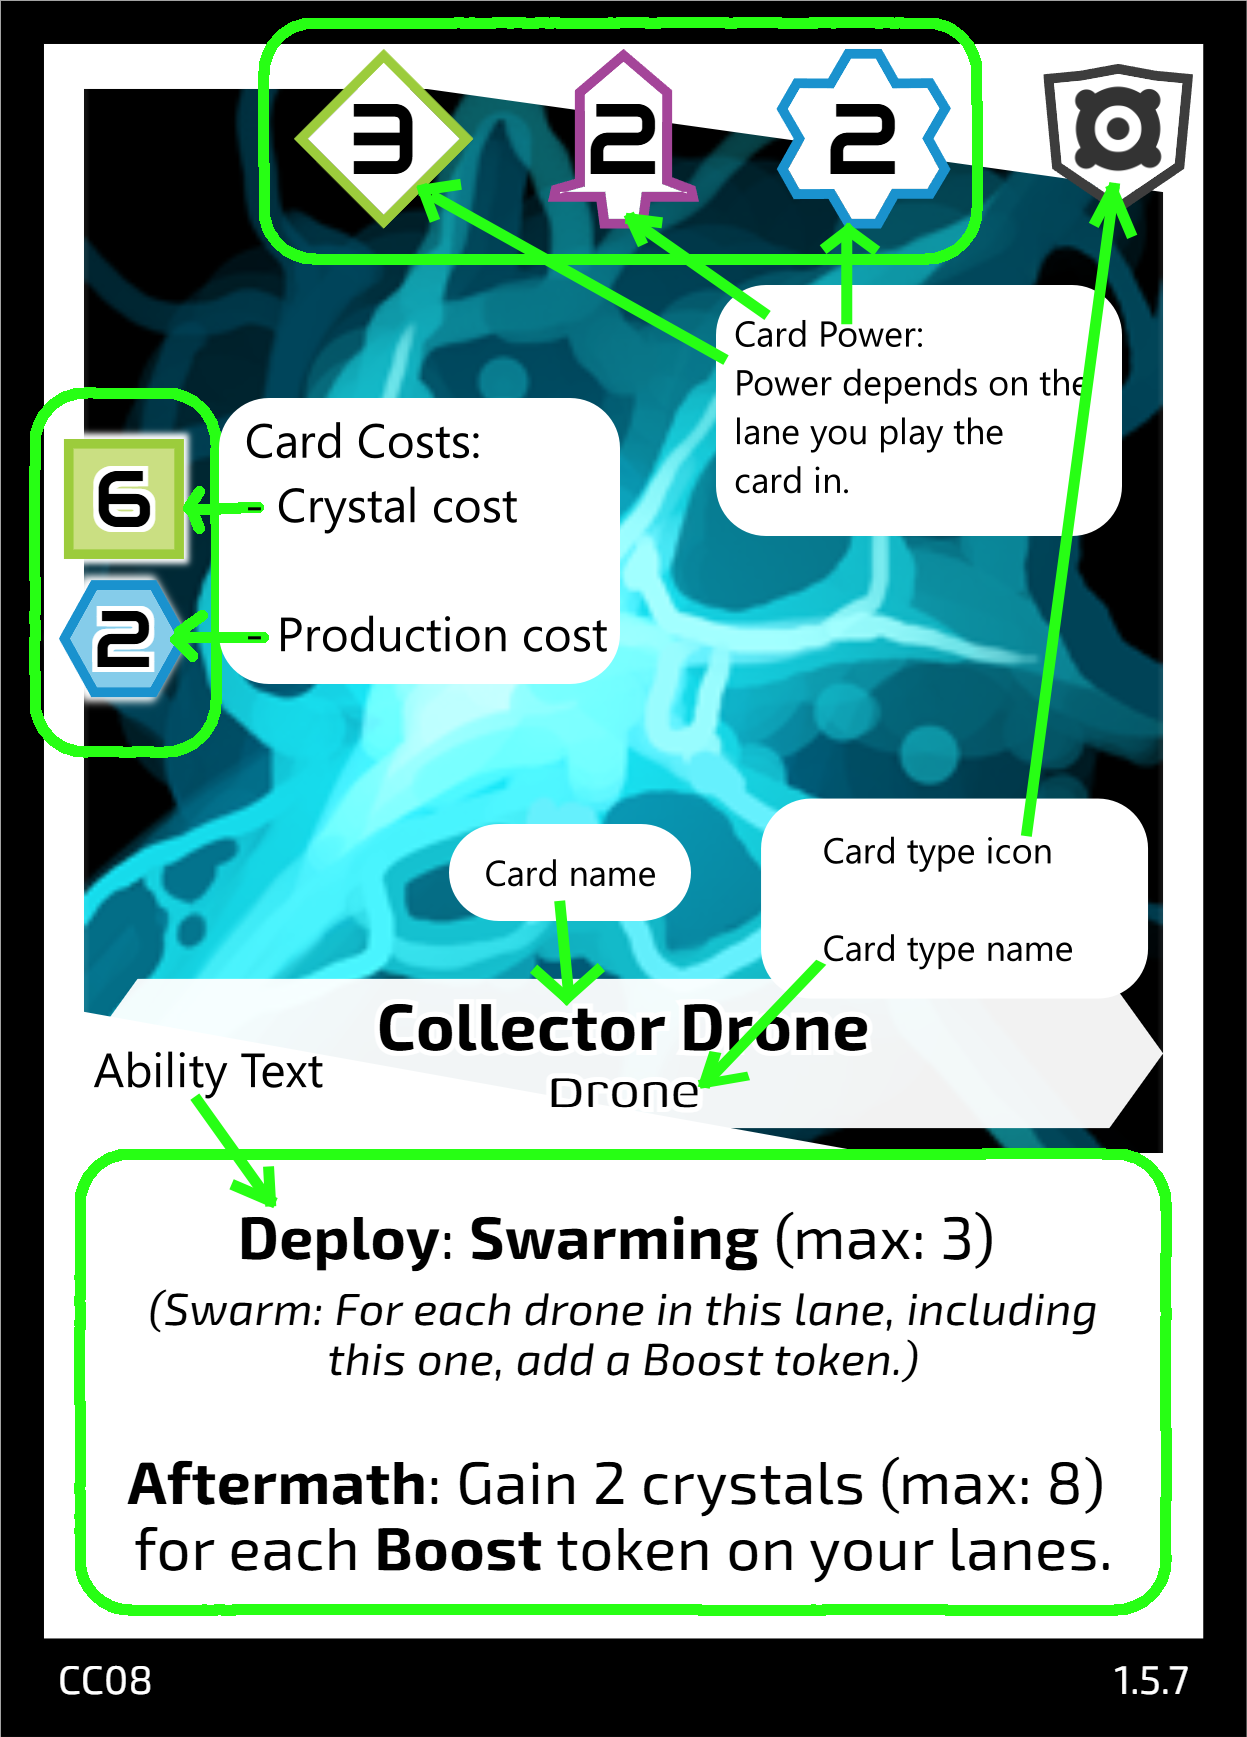 3
2
2
Card Power:
Power depends on the
lane you play the
card in.
Card Costs:
6
- Crystal cost
2
- Production cost
Card type icon
Card name
Card type name
Collector Drone
Drone
Ability Text
Deploy: Swarming (max: 3)
(Swarm: For each drone in this lane, including
this one, add a Boost token.)
Aftermath: Gain 2 crystals (max: 8)
for each Boost token on your lanes.
CC08
1.5.7